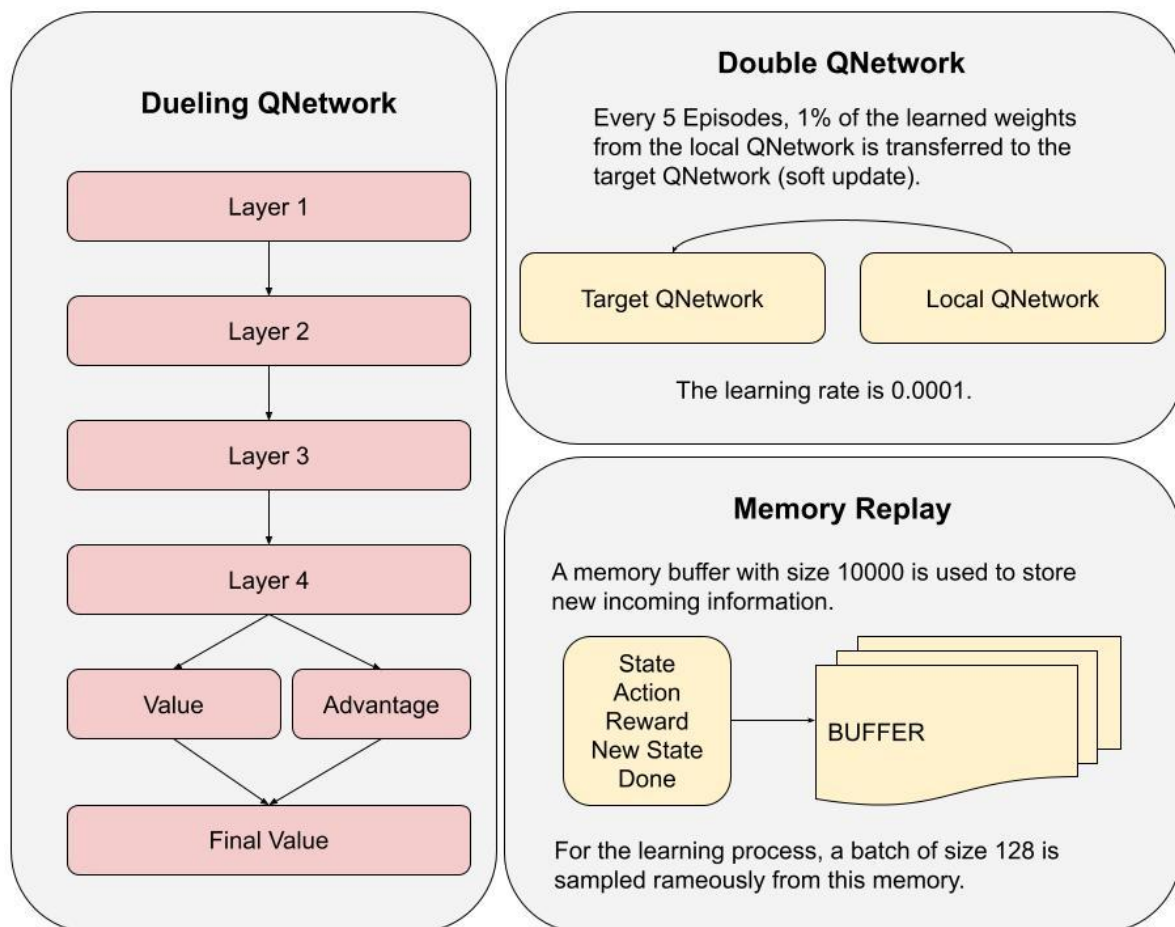 Dueling QNetwork
Layer 1
Layer 2
Layer 3
Layer 4
Value
Advantage
Final Value
Double QNetwork
Every 5 Episodes, 1% of the learned weights
from the local QNetwork is transferred to the
target QNetwork (soft update).
Target QNetwork
Local QNetwork
The learning rate is 0.0001.
Memory Replay
A memory buffer with size 10000 is used to store
new incoming information.
State
Action
Reward
New State
Done
BUFFER
For the learning process, a batch of size 128 is
sampled rameously from this memory.